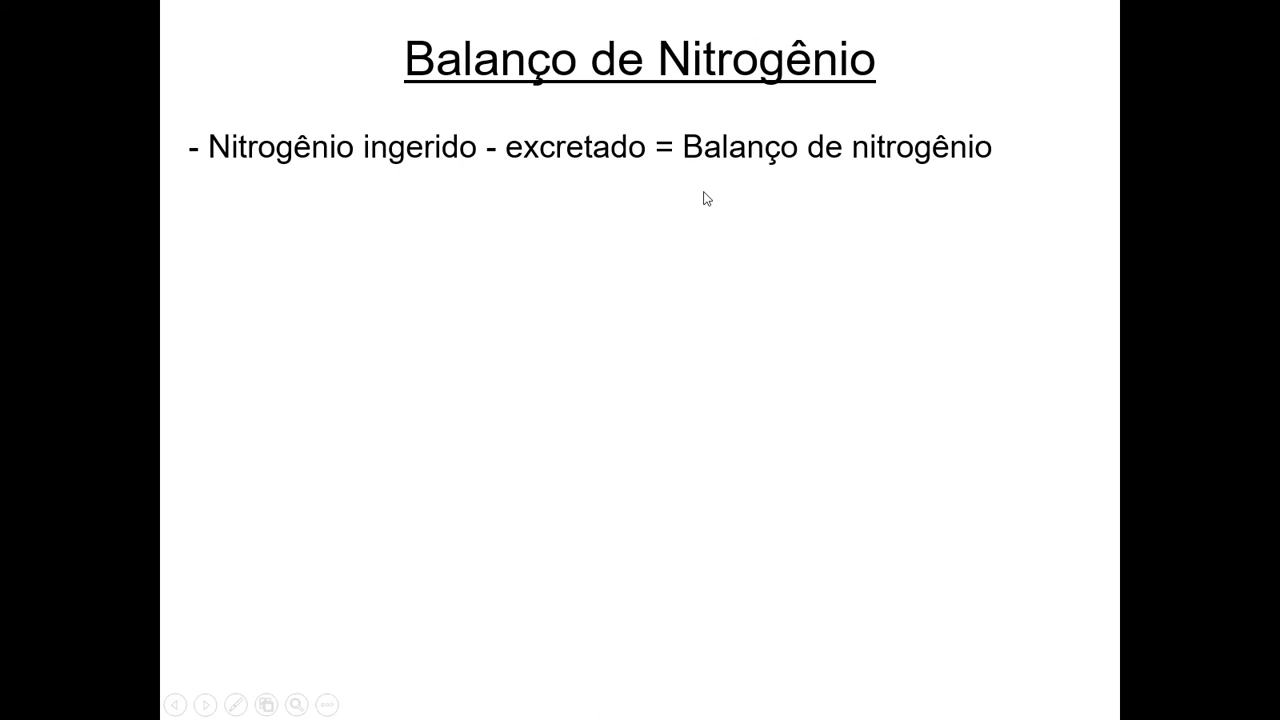 Balanço de Nitrogênio
- Nitrogênio ingerido - excretado = Balanço de nitrogênio